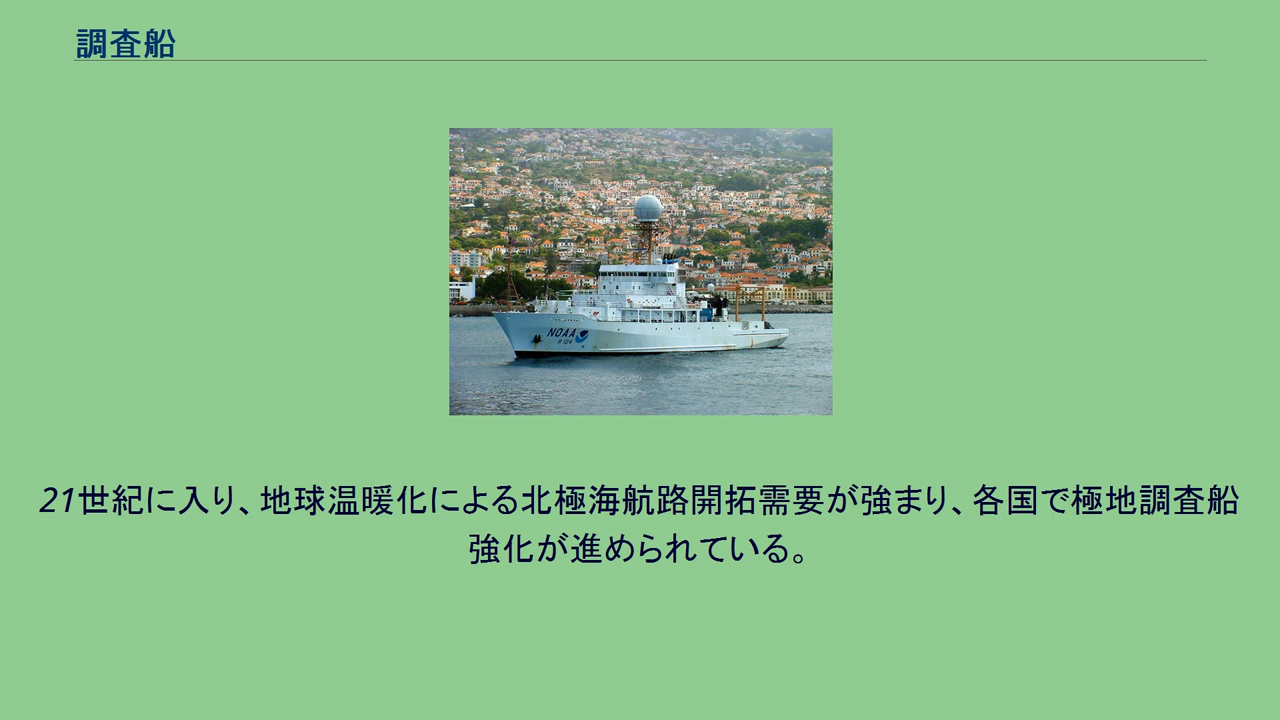 調査船
NOAA
R 104
21世紀に入り、地球温暖化による北極海航路開拓需要が強まり、各国で極地調査船
強化が進められている。